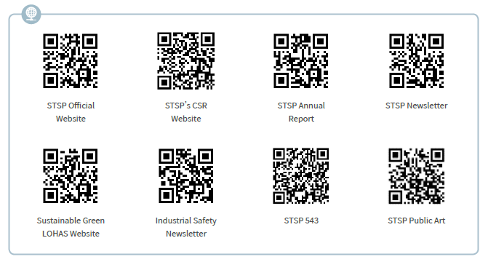 STSP Official
Website
STSP's CSR
Website
STSP Annual
Report
STSP Newsletter
Sustainable Green
LOHAS Website
Industrial Safety
Newsletter
STSP 543
STSP Public Art